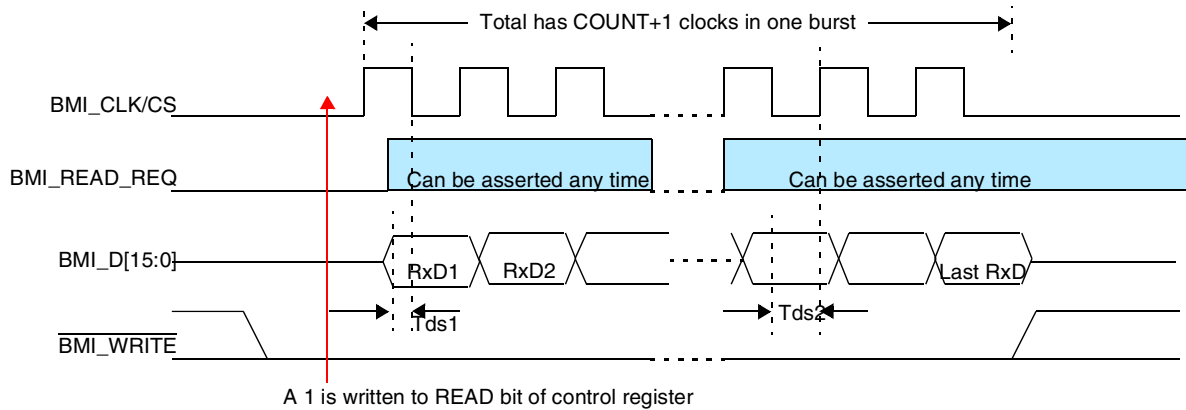 Total has COUNT+1 clocks in one burst
BMI_CLK/CS
BMI_READ_REQ
Can be asserted any time
Can be asserted any time
BMI_D[15:0]
RxD1
RxD2
Last RxD
Tds1
Tds2
BMI_WRITE
A 1 is written to READ bit of control register